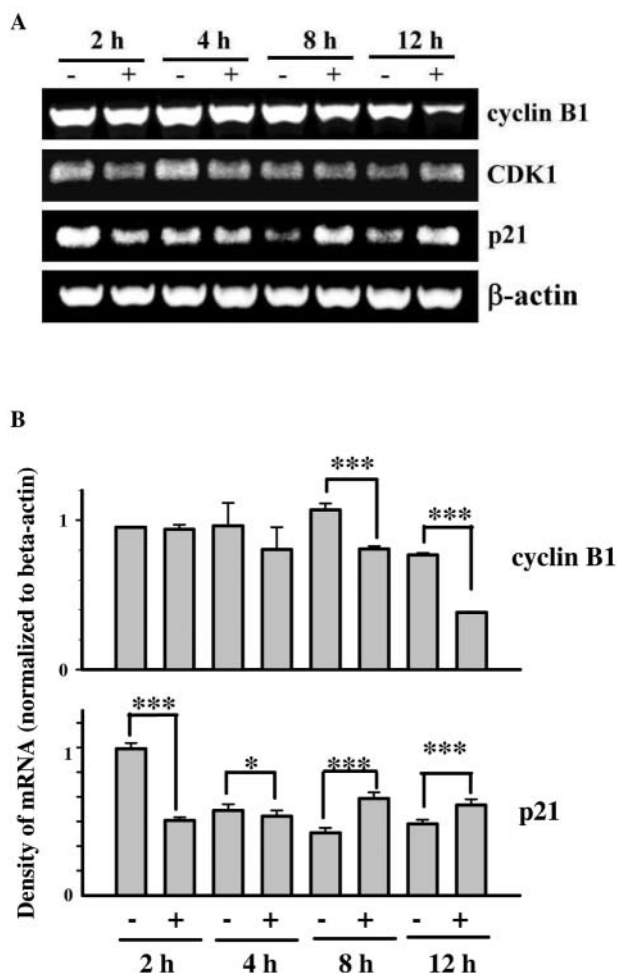 A
2 h 4 h 8 h 12 h
- + - + - + - +
cyclin B1
CDK1
p21
β-actin
B
Density of mRNA (normalized to beta-actin)
1
0
*** ***
cyclin B1
1
0
*** * *** ***
p21
- + - + - + - +
2 h 4 h 8 h 12 h